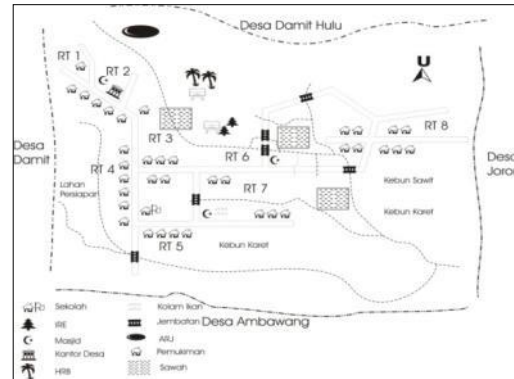 Desa Damit Hulu
RT 1
RT 2
U
RT 3
RT 8
Desa
Damit
RT 4
RT 6
Desa
Joron
Lahan
Persiapan
RT 7
Kebun Sawit
Kebun Karet
RT 5
Kebun Karet
Sekolah
Kolam Ikan
IRE
Jembatan
Desa Ambawang
Masjid
ARU
Kantor Desa
Pemukiman
HRB
Sawah